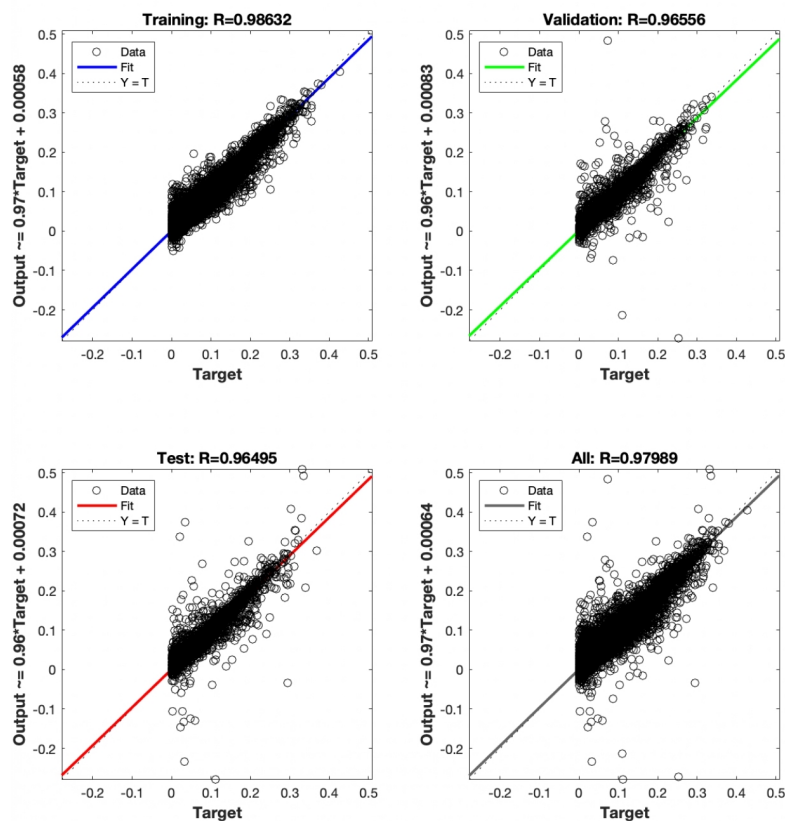 Training: R=0.98632
Output ~= 0.97*Target + 0.00058
0.5
0.4
0.3
0.2
0.1
0
-0.1
-0.2
Data
Fit
Y = T
-0.2 -0.1 0 0.1 0.2 0.3 0.4 0.5
Target
Validation: R=0.96556
Output ~= 0.96*Target + 0.00083
0.5
0.4
0.3
0.2
0.1
0
-0.1
-0.2
Data
Fit
Y = T
-0.2 -0.1 0 0.1 0.2 0.3 0.4 0.5
Target
Test: R=0.96495
Output ~= 0.96*Target + 0.00072
0.5
0.4
0.3
0.2
0.1
0
-0.1
-0.2
Data
Fit
Y = T
-0.2 -0.1 0 0.1 0.2 0.3 0.4 0.5
Target
All: R=0.97989
Output ~= 0.97*Target + 0.00064
0.5
0.4
0.3
0.2
0.1
0
-0.1
-0.2
Data
Fit
Y = T
-0.2 -0.1 0 0.1 0.2 0.3 0.4 0.5
Target